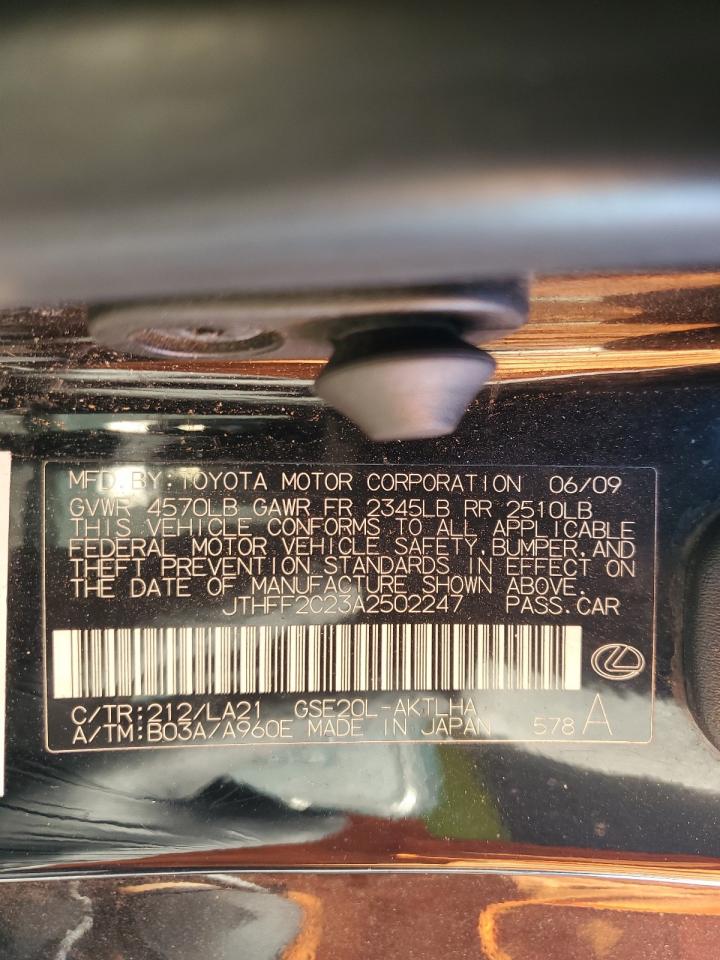 MFD.BY:TOYOTA MOTOR CORPORATION 06/09
GVWR 4570LB GAWR FR 2345LB RR 2510LB
THIS VEHICLE CONFORMS TO ALL APPLICABLE
FEDERAL MOTOR VEHICLE SAFETY,BUMPER,AND
THEFT PREVENTION STANDARDS IN EFFECT ON
THE DATE OF MANUFACTURE SHOWN ABOVE.
JTHFF2C23A2502247 PASS.CAR
C/TR:212/LA21 GSE20L-AKTLHA
A/TM:B03A/A960E MADE IN JAPAN 578 A